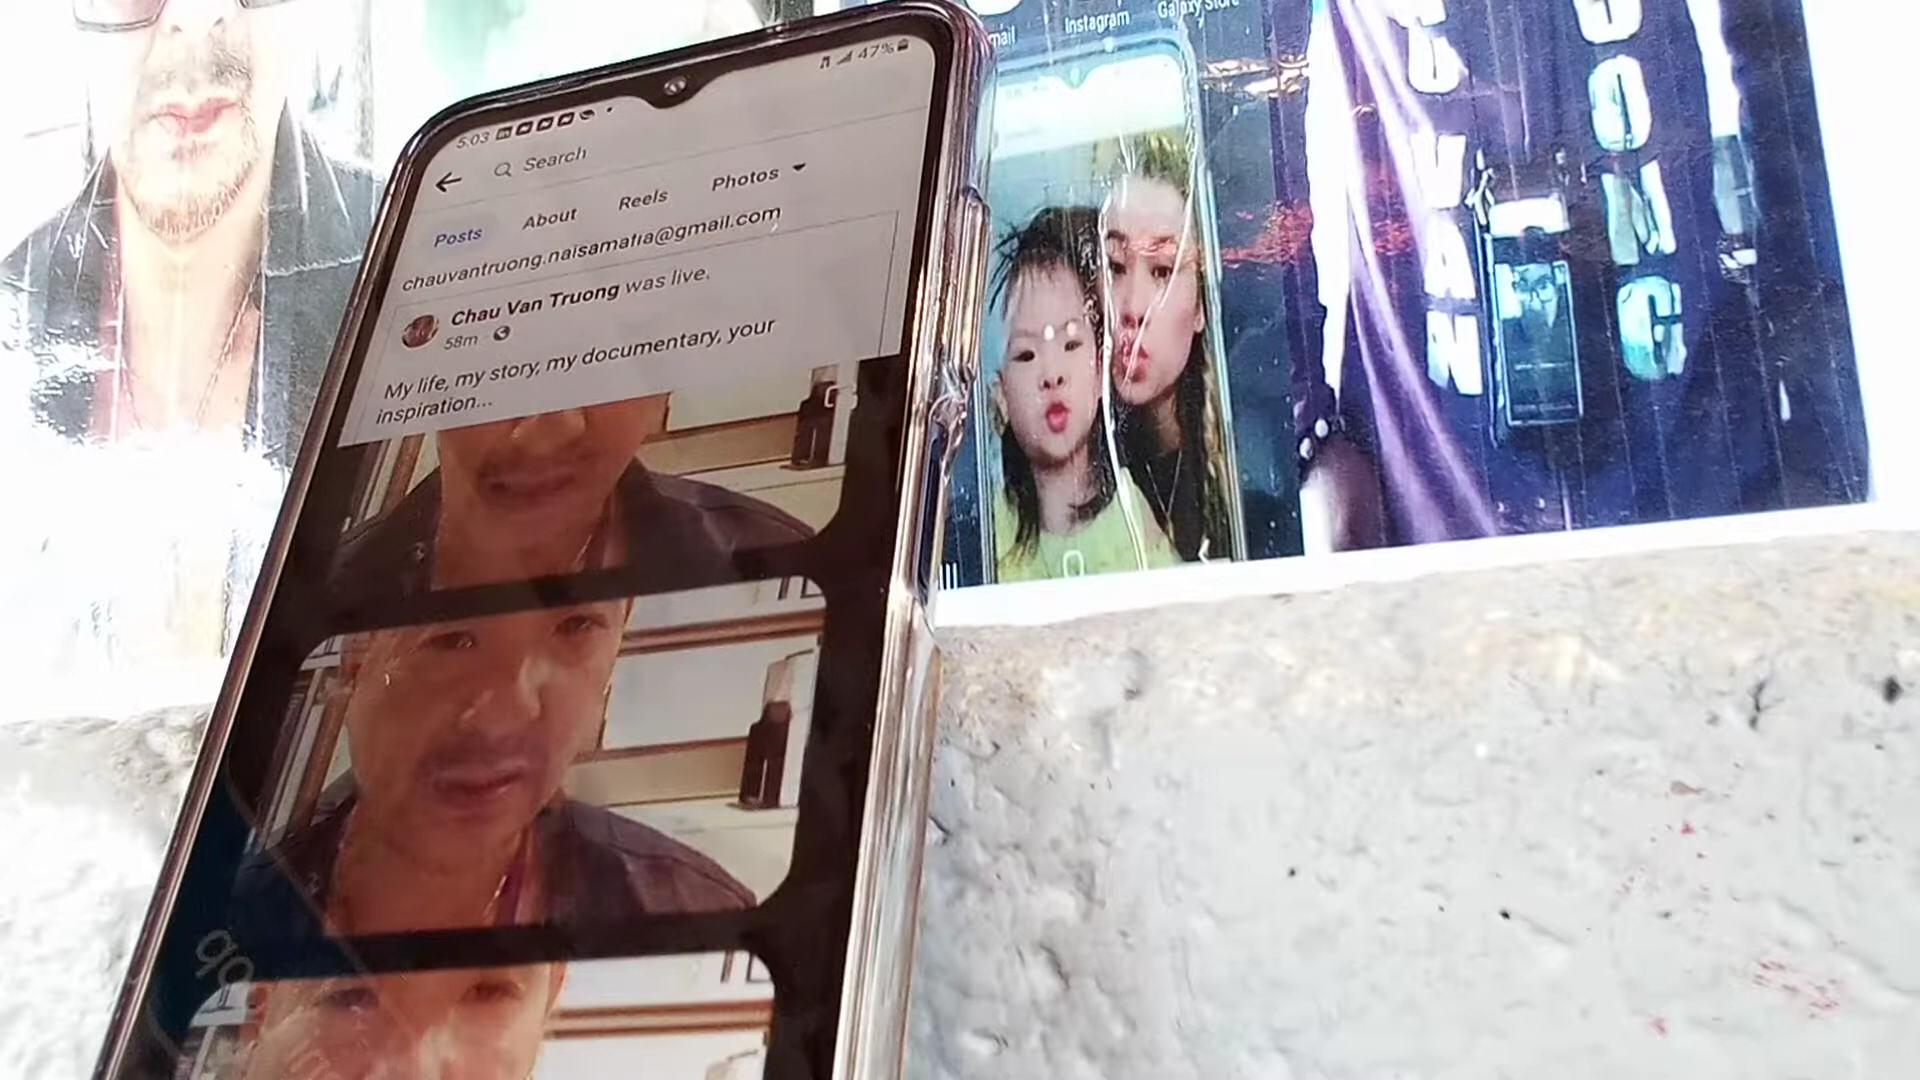 5:03
47%
Search
Posts
About
Reels
Photos
chauvantruong.naisamafia@gmail.com
Chau Van Truong was live.
58m
My life, my story, my documentary, your
inspiration...
Instagram
Galaxy Store